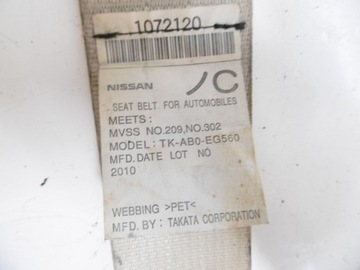 1072120
NISSAN /C
SEAT BELT FOR AUTOMOBILES
MEETS:
MVSS NO.209,NO.302
MODEL: TK-AB0-EG560
MFD.DATE LOT NO
2010
WEBBING >PET<
MFD.BY: TAKATA CORPORATION